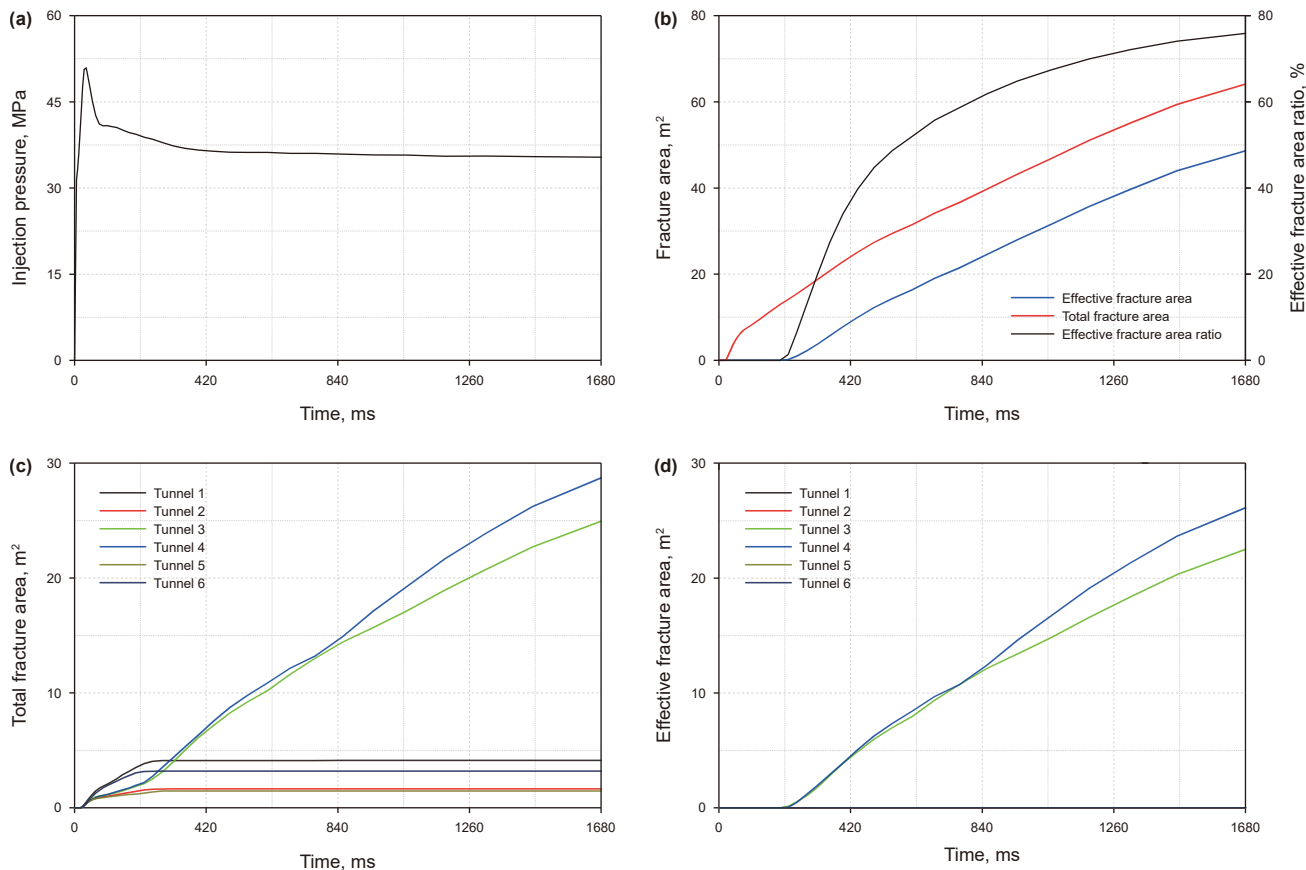 (a)
60
45
30
15
0
Injection pressure, MPa
0 420 840 1260 1680
Time, ms
(b)
80
60
40
20
0
Fracture area, m²
80
60
40
20
0
Effective fracture area ratio, %
Effective fracture area
Total fracture area
Effective fracture area ratio
0 420 840 1260 1680
Time, ms
(c)
30
20
10
0
Total fracture area, m²
Tunnel 1
Tunnel 2
Tunnel 3
Tunnel 4
Tunnel 5
Tunnel 6
0 420 840 1260 1680
Time, ms
(d)
30
20
10
0
Effective fracture area, m²
Tunnel 1
Tunnel 2
Tunnel 3
Tunnel 4
Tunnel 5
Tunnel 6
0 420 840 1260 1680
Time, ms